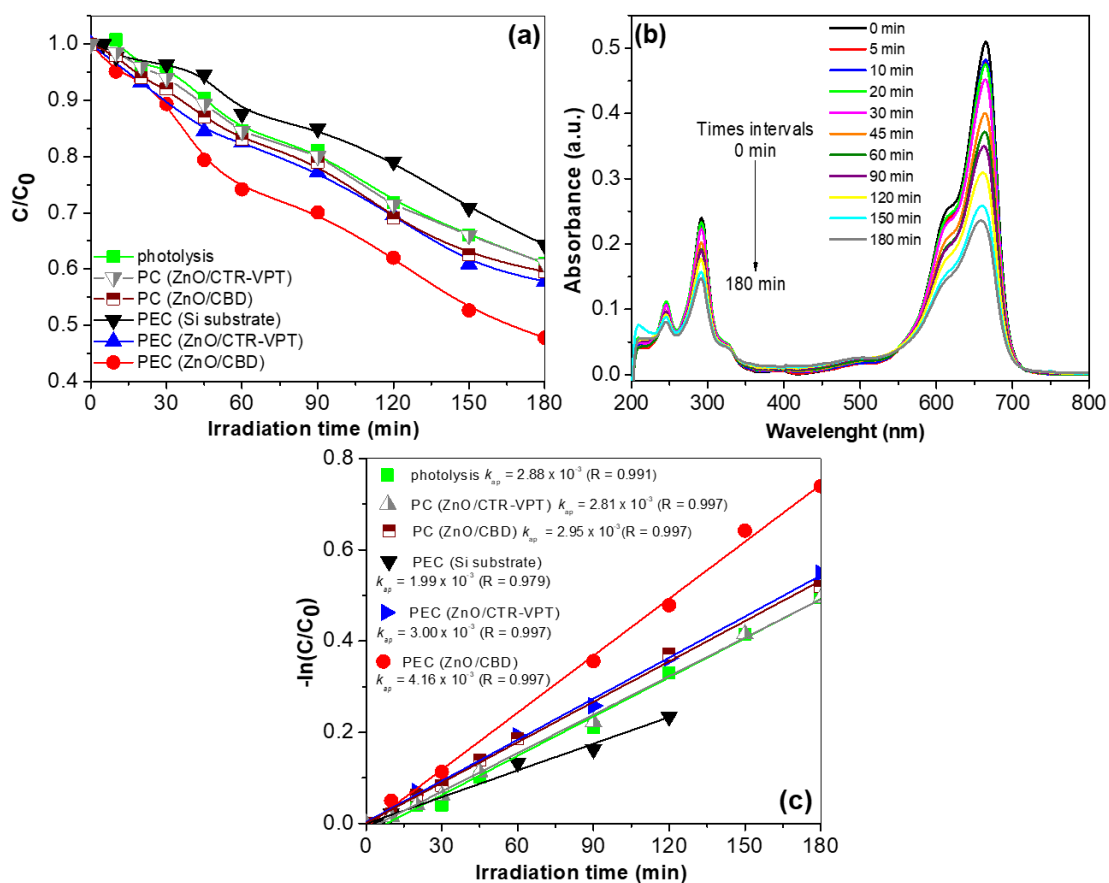 (a)
1.0
0.9
0.8
0.7
0.6
0.5
0.4
C/C0
photolysis
PC (ZnO/CTR-VPT)
PC (ZnO/CBD)
PEC (Si substrate)
PEC (ZnO/CTR-VPT)
PEC (ZnO/CBD)
0 30 60 90 120 150 180
Irradiation time (min)
(b)
0.5
0.4
0.3
0.2
0.1
0.0
Absorbance (a.u.)
Times intervals
0 min
180 min
0 min
5 min
10 min
20 min
30 min
45 min
60 min
90 min
120 min
150 min
180 min
200 300 400 500 600 700 800
Wavelenght (nm)
0.8
0.6
0.4
0.2
0.0
-ln(C/C0)
photolysis kap = 2.88 x 10-3 (R = 0.991)
PC (ZnO/CTR-VPT) kap = 2.81 x 10-3 (R = 0.997)
PC (ZnO/CBD) kap = 2.95 x 10-3 (R = 0.997)
PEC (Si substrate)
kap = 1.99 x 10-3 (R = 0.979)
PEC (ZnO/CTR-VPT)
kap = 3.00 x 10-3 (R = 0.997)
PEC (ZnO/CBD)
kap = 4.16 x 10-3 (R = 0.997)
(c)
0 30 60 90 120 150 180
Irradiation time (min)